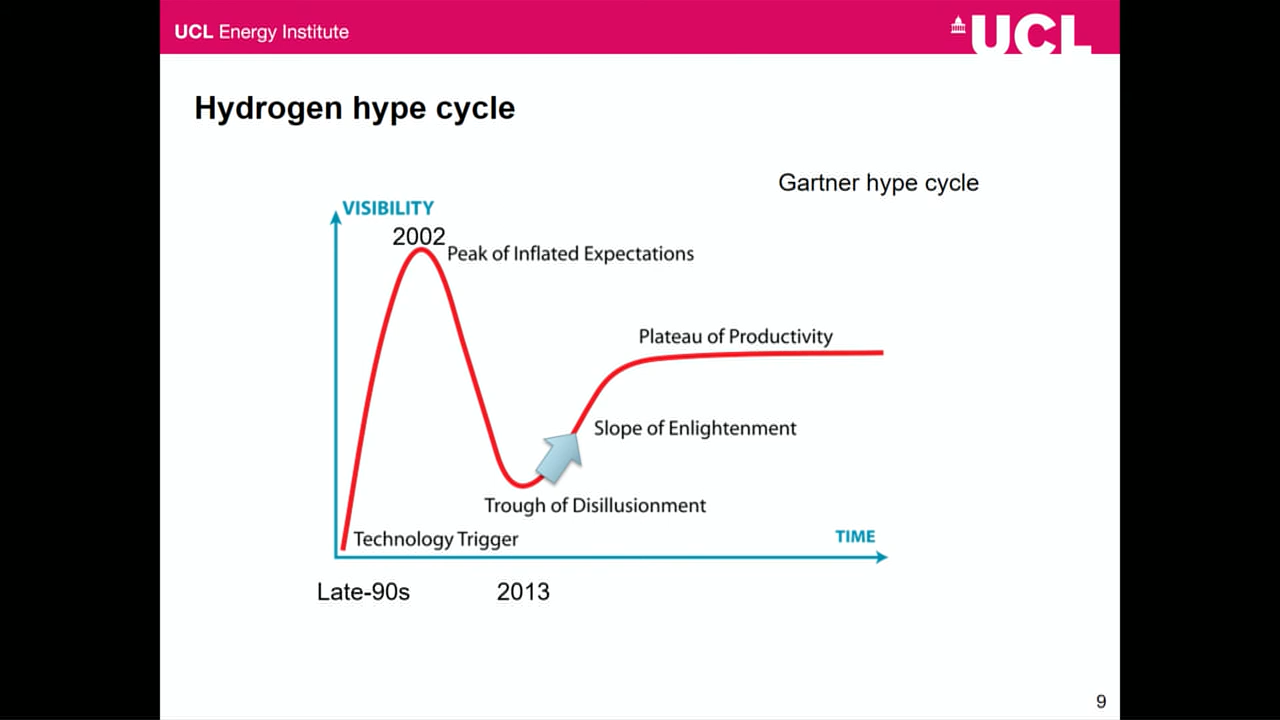 UCL Energy Institute
UCL
Hydrogen hype cycle
Gartner hype cycle
VISIBILITY
2002
Peak of Inflated Expectations
Plateau of Productivity
Slope of Enlightenment
Trough of Disillusionment
Technology Trigger
TIME
Late-90s
2013
9